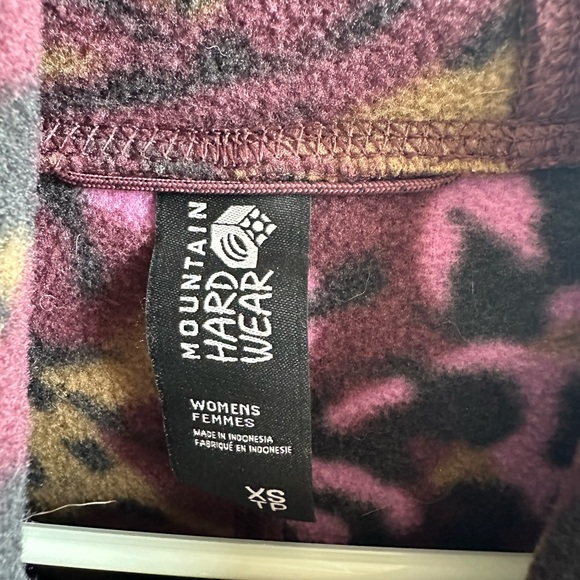 MOUNTAIN
HARD
WEAR
WOMENS
FEMMES
MADE IN INDONESIA
FABRIQUÉ EN INDONESIE
XS
TP